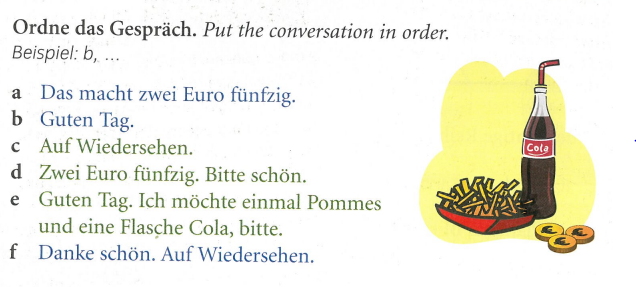 Ordne das Gespräch. Put the conversation in order.
Beispiel: b, ...
a Das macht zwei Euro fünfzig.
b Guten Tag.
c Auf Wiedersehen.
d Zwei Euro fünfzig. Bitte schön.
e Guten Tag. Ich möchte einmal Pommes
und eine Flasche Cola, bitte.
f Danke schön. Auf Wiedersehen.
Cola
€
€
€